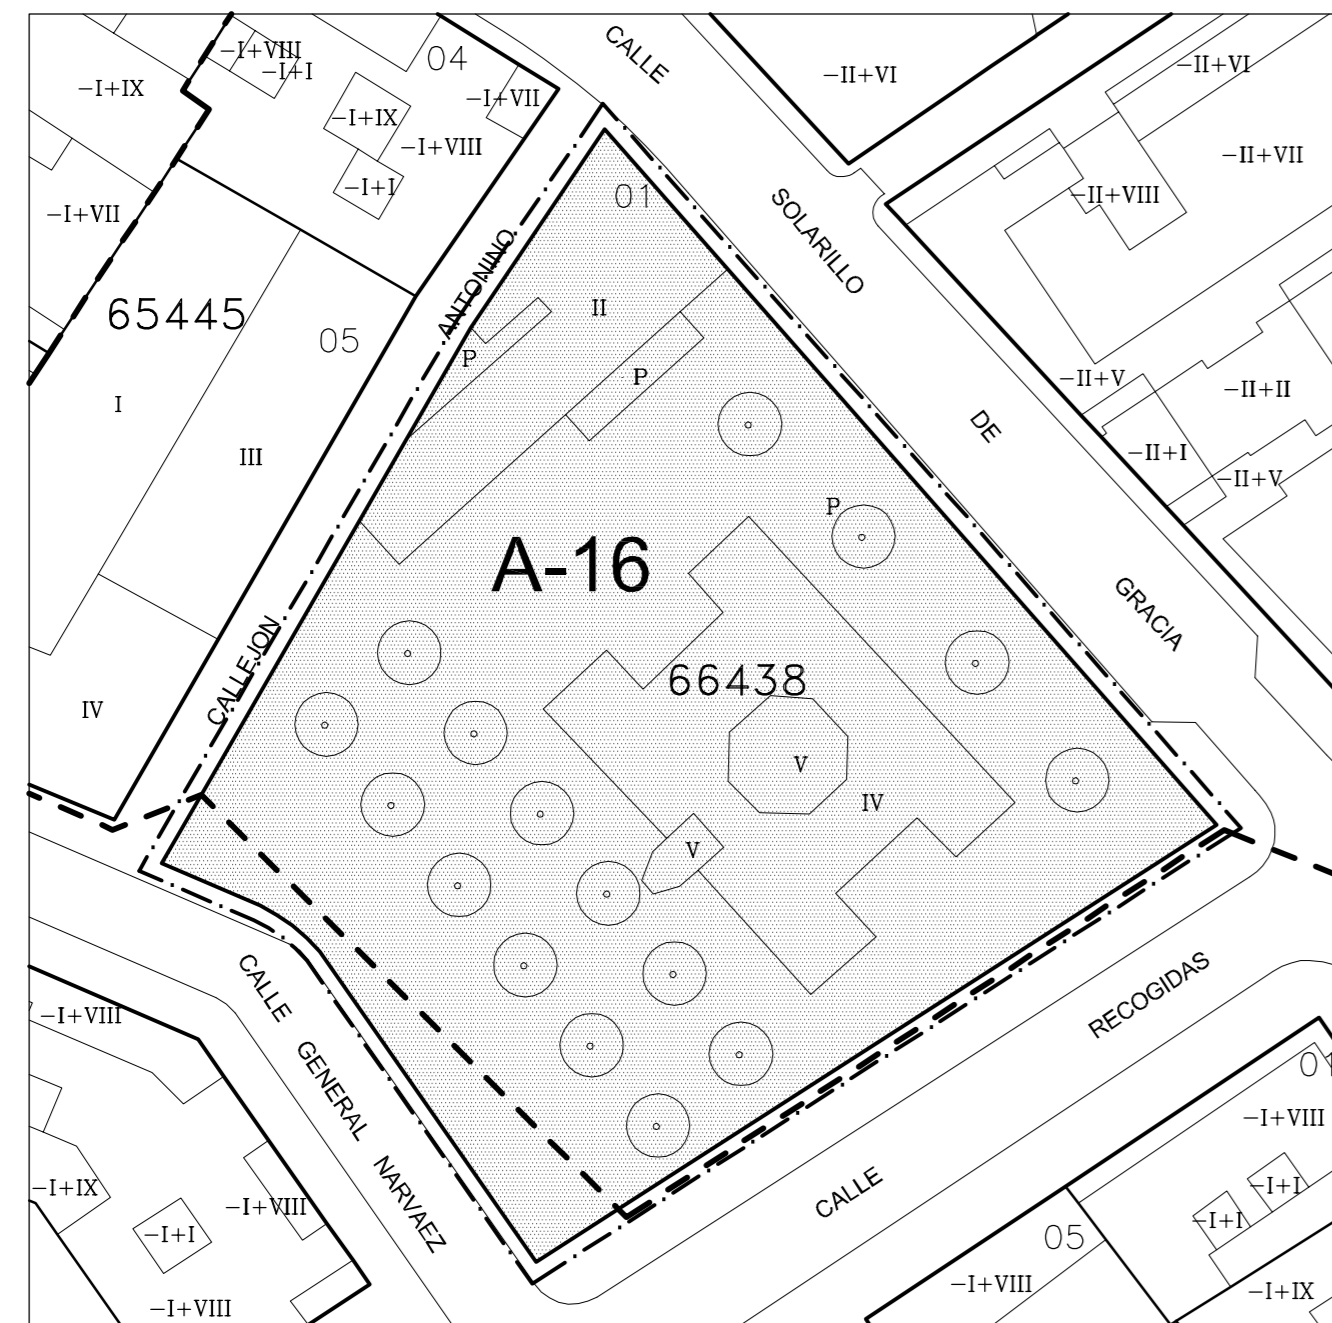 -I+VIII
-I+I
04
-I+IX
-I+VII
-I+IX
-I+VIII
-I+I
-I+VII
CALLE
-II+VI
-II+VI
-II+VII
-II+VIII
01
SOLARILLO
ANTONINO
65445
05
II
P
P
I
III
DE
-II+V
-II+II
-II+I
-II+V
P
A-16
GRACIA
CALLEJON
66438
IV
V
IV
V
CALLE
RECOGIDAS
-I+VIII
GENERAL
-I+VIII
-I+IX
-I+VIII
NARVAEZ
CALLE
-I+I
-I+I
-I+I
05
-I+VIII
-I+IX
-I+VIII